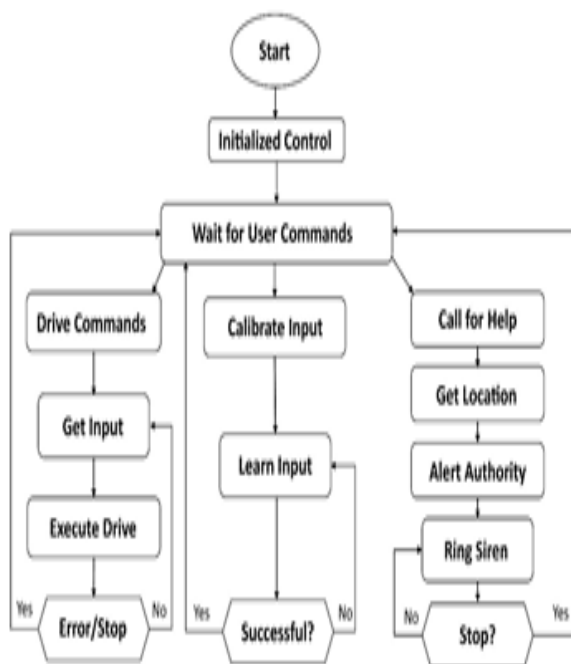 Start
Initialized Control
Wait for User Commands
Drive Commands
Calibrate Input
Call for Help
Get Input
Get Location
Learn Input
Alert Authority
Execute Drive
Ring Siren
Yes
Error/Stop
No
Yes
Successful?
No
No
Stop?
Yes